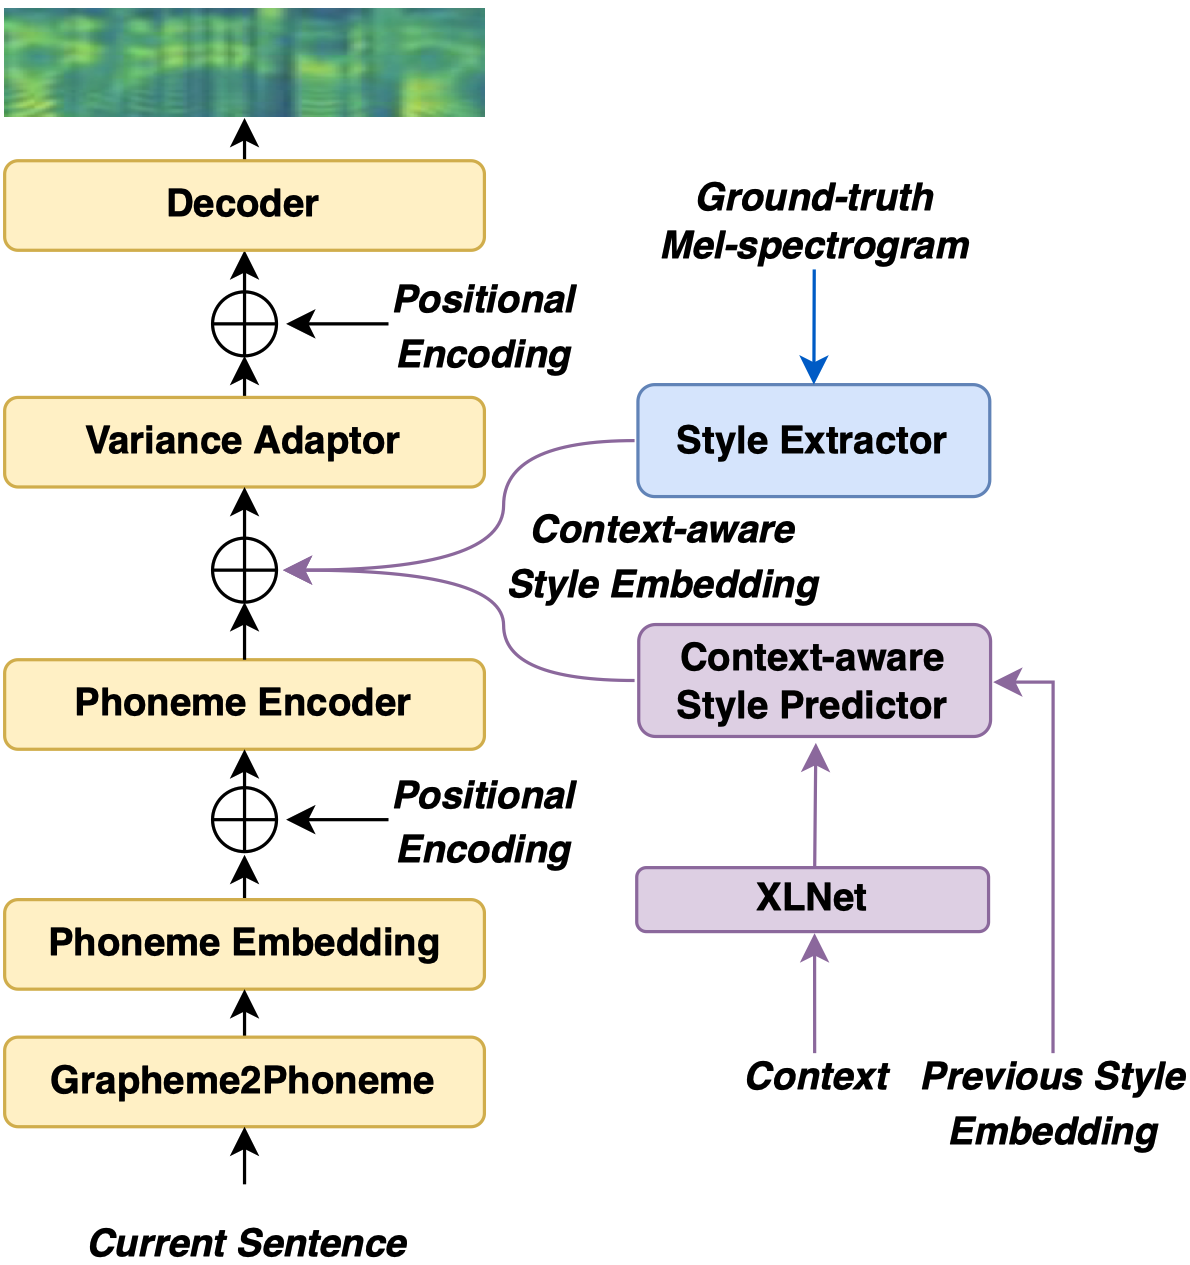 Decoder
Ground-truth
Mel-spectrogram
Positional
Encoding
Variance Adaptor
Style Extractor
Context-aware
Style Embedding
Phoneme Encoder
Context-aware
Style Predictor
Positional
Encoding
Phoneme Embedding
XLNet
Grapheme2Phoneme
Context
Previous Style
Embedding
Current Sentence